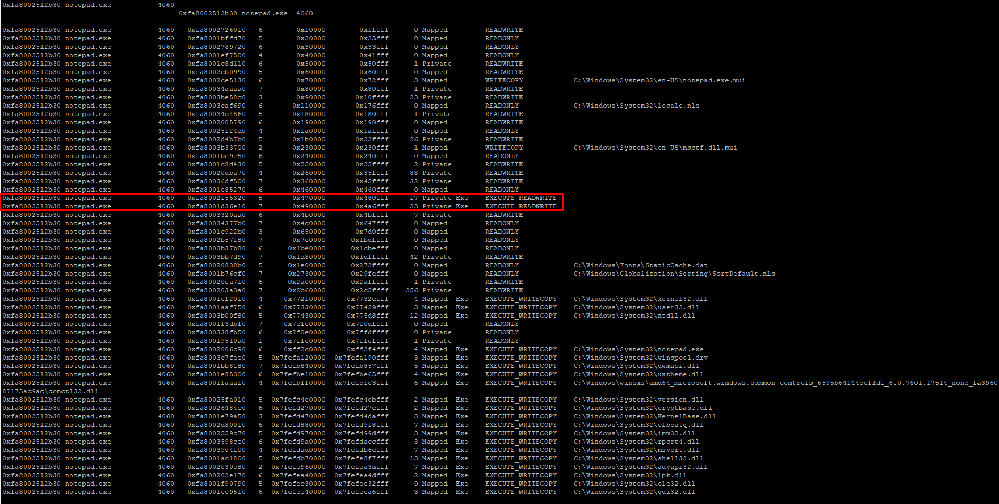 0xfa8002512b30 notepad.exe 4060 --------------------------------
0xfa8002512b30 notepad.exe 4060
--------------------------------
0xfa8002512b30 notepad.exe 4060 0xfa8002726010 6 0x10000 0x1ffff 0 Mapped READWRITE
0xfa8002512b30 notepad.exe 4060 0xfa8001bffd70 5 0x20000 0x25fff 0 Mapped READONLY
0xfa8002512b30 notepad.exe 4060 0xfa8002789720 6 0x30000 0x33fff 0 Mapped READONLY
0xfa8002512b30 notepad.exe 4060 0xfa8001ef7500 4 0x40000 0x41fff 0 Mapped READONLY
0xfa8002512b30 notepad.exe 4060 0xfa8001c8d110 6 0x50000 0x50fff 1 Private READWRITE
0xfa8002512b30 notepad.exe 4060 0xfa8002cb0990 5 0x60000 0x60fff 0 Mapped READWRITE
0xfa8002512b30 notepad.exe 4060 0xfa8002ce5130 6 0x70000 0x72fff 3 Mapped WRITECOPY C:\Windows\System32\en-US\notepad.exe.mui
0xfa8002512b30 notepad.exe 4060 0xfa80034aaaa0 7 0x80000 0x80fff 1 Private READWRITE
0xfa8002512b30 notepad.exe 4060 0xfa8003be58c0 3 0x90000 0x10ffff 23 Private READWRITE
0xfa8002512b30 notepad.exe 4060 0xfa8003caf690 6 0x110000 0x176fff 0 Mapped READONLY C:\Windows\System32\locale.nls
0xfa8002512b30 notepad.exe 4060 0xfa80034c4860 5 0x180000 0x180fff 1 Private READWRITE
0xfa8002512b30 notepad.exe 4060 0xfa8002005790 6 0x190000 0x190fff 0 Mapped READWRITE
0xfa8002512b30 notepad.exe 4060 0xfa80025124d0 4 0x1a0000 0x1a1fff 0 Mapped READONLY
0xfa8002512b30 notepad.exe 4060 0xfa8002d4b7b0 5 0x1b0000 0x22ffff 26 Private READWRITE
0xfa8002512b30 notepad.exe 4060 0xfa8003b33700 2 0x230000 0x230fff 1 Mapped WRITECOPY C:\Windows\System32\en-US\msctf.dll.mui
0xfa8002512b30 notepad.exe 4060 0xfa8001be9e50 6 0x240000 0x240fff 0 Mapped READONLY
0xfa8002512b30 notepad.exe 4060 0xfa8001c8d430 5 0x250000 0x25ffff 2 Private READWRITE
0xfa8002512b30 notepad.exe 4060 0xfa80020dba70 4 0x260000 0x35ffff 88 Private READWRITE
0xfa8002512b30 notepad.exe 4060 0xfa80036df500 7 0x360000 0x45ffff 32 Private READWRITE
0xfa8002512b30 notepad.exe 4060 0xfa8001e85270 6 0x460000 0x460fff 0 Mapped READONLY
0xfa8002512b30 notepad.exe 4060 0xfa8002155320 5 0x470000 0x480fff 17 Private Exe EXECUTE_READWRITE
0xfa8002512b30 notepad.exe 4060 0xfa8001d36e10 7 0x490000 0x4a6fff 23 Private Exe EXECUTE_READWRITE
0xfa8002512b30 notepad.exe 4060 0xfa8003320aa0 6 0x4b0000 0x4bffff 7 Private READWRITE
0xfa8002512b30 notepad.exe 4060 0xfa80034377b0 7 0x4c0000 0x647fff 0 Mapped READONLY
0xfa8002512b30 notepad.exe 4060 0xfa8001c922b0 3 0x650000 0x7d0fff 0 Mapped READONLY
0xfa8002512b30 notepad.exe 4060 0xfa8002b57f80 7 0x7e0000 0x1bdffff 0 Mapped READONLY
0xfa8002512b30 notepad.exe 4060 0xfa8003b37b80 6 0x1be0000 0x1cbefff 0 Mapped READONLY
0xfa8002512b30 notepad.exe 4060 0xfa8003bb7d90 7 0x1d80000 0x1dfffff 42 Private READWRITE
0xfa8002512b30 notepad.exe 4060 0xfa80020838b0 5 0x1e00000 0x272ffff 0 Mapped READONLY C:\Windows\Fonts\StaticCache.dat
0xfa8002512b30 notepad.exe 4060 0xfa8001b76cf0 7 0x2730000 0x29fefff 0 Mapped READONLY C:\Windows\Globalization\Sorting\SortDefault.nls
0xfa8002512b30 notepad.exe 4060 0xfa80020ea710 6 0x2a00000 0x2afffff 1 Private READWRITE
0xfa8002512b30 notepad.exe 4060 0xfa800203a3a0 7 0x2b60000 0x2c5ffff 256 Private READWRITE
0xfa8002512b30 notepad.exe 4060 0xfa8001ef2010 4 0x77210000 0x7732efff 4 Mapped Exe EXECUTE_WRITECOPY C:\Windows\System32\kernel32.dll
0xfa8002512b30 notepad.exe 4060 0xfa8001aaf750 6 0x77330000 0x77429fff 3 Mapped Exe EXECUTE_WRITECOPY C:\Windows\System32\user32.dll
0xfa8002512b30 notepad.exe 4060 0xfa8003b00f80 5 0x77430000 0x775d8fff 12 Mapped Exe EXECUTE_WRITECOPY C:\Windows\System32\ntdll.dll
0xfa8002512b30 notepad.exe 4060 0xfa8001f3dbf0 7 0x7efe0000 0x7f0dffff 0 Mapped READONLY
0xfa8002512b30 notepad.exe 4060 0xfa800338fb50 6 0x7f0e0000 0x7ffdffff 0 Private READONLY
0xfa8002512b30 notepad.exe 4060 0xfa80019510a0 1 0x7ffe0000 0x7ffeffff -1 Private READONLY
0xfa8002512b30 notepad.exe 4060 0xfa8002006c90 6 0xff2c0000 0xff2f4fff 4 Mapped Exe EXECUTE_WRITECOPY C:\Windows\System32\notepad.exe
0xfa8002512b30 notepad.exe 4060 0xfa8003c7fee0 5 0x7fefa120000 0x7fefa190fff 3 Mapped Exe EXECUTE_WRITECOPY C:\Windows\System32\winspool.drv
0xfa8002512b30 notepad.exe 4060 0xfa8001bb8f80 7 0x7fefb840000 0x7fefb857fff 5 Mapped Exe EXECUTE_WRITECOPY C:\Windows\System32\dwmapi.dll
0xfa8002512b30 notepad.exe 4060 0xfa8001e85300 6 0x7fefbe10000 0x7fefbe65fff 4 Mapped Exe EXECUTE_WRITECOPY C:\Windows\System32\uxtheme.dll
0xfa8002512b30 notepad.exe 4060 0xfa8001faaa10 4 0x7fefbff0000 0x7fefc1e3fff 6 Mapped Exe EXECUTE_WRITECOPY C:\Windows\winsxs\amd64_microsoft.windows.common-controls_6595b64144ccf1df_6.0.7601.17514_none_fa3960
87175ac9ac\comctl32.dll
0xfa8002512b30 notepad.exe 4060 0xfa80025fa010 5 0x7fefc4e0000 0x7fefc4ebfff 2 Mapped Exe EXECUTE_WRITECOPY C:\Windows\System32\version.dll
0xfa8002512b30 notepad.exe 4060 0xfa80026484c0 6 0x7fefd270000 0x7fefd27efff 2 Mapped Exe EXECUTE_WRITECOPY C:\Windows\System32\cryptbase.dll
0xfa8002512b30 notepad.exe 4060 0xfa8001e79a50 3 0x7fefd470000 0x7fefd4dafff 3 Mapped Exe EXECUTE_WRITECOPY C:\Windows\System32\KernelBase.dll
0xfa8002512b30 notepad.exe 4060 0xfa8002d80010 6 0x7fefd880000 0x7fefd918fff 7 Mapped Exe EXECUTE_WRITECOPY C:\Windows\System32\clbcatq.dll
0xfa8002512b30 notepad.exe 4060 0xfa8002559c70 5 0x7fefd970000 0x7fefd99dfff 3 Mapped Exe EXECUTE_WRITECOPY C:\Windows\System32\imm32.dll
0xfa8002512b30 notepad.exe 4060 0xfa8003598ce0 6 0x7fefd9a0000 0x7fefdaccfff 3 Mapped Exe EXECUTE_WRITECOPY C:\Windows\System32\rpcrt4.dll
0xfa8002512b30 notepad.exe 4060 0xfa8003904f00 4 0x7fefdad0000 0x7fefdb6efff 7 Mapped Exe EXECUTE_WRITECOPY C:\Windows\System32\msvcrt.dll
0xfa8002512b30 notepad.exe 4060 0xfa8001ac1800 5 0x7fefdb70000 0x7fefe8f7fff 13 Mapped Exe EXECUTE_WRITECOPY C:\Windows\System32\shell32.dll
0xfa8002512b30 notepad.exe 4060 0xfa8002030e80 2 0x7fefe960000 0x7fefea3afff 7 Mapped Exe EXECUTE_WRITECOPY C:\Windows\System32\advapi32.dll
0xfa8002512b30 notepad.exe 4060 0xfa800202e170 6 0x7fefea40000 0x7fefea4dfff 2 Mapped Exe EXECUTE_WRITECOPY C:\Windows\System32\lpk.dll
0xfa8002512b30 notepad.exe 4060 0xfa8001f90790 5 0x7fefec30000 0x7fefee32fff 9 Mapped Exe EXECUTE_WRITECOPY C:\Windows\System32\ole32.dll
0xfa8002512b30 notepad.exe 4060 0xfa8001cc9510 6 0x7fefee40000 0x7fefeea6fff 3 Mapped Exe EXECUTE_WRITECOPY C:\Windows\System32\gdi32.dll